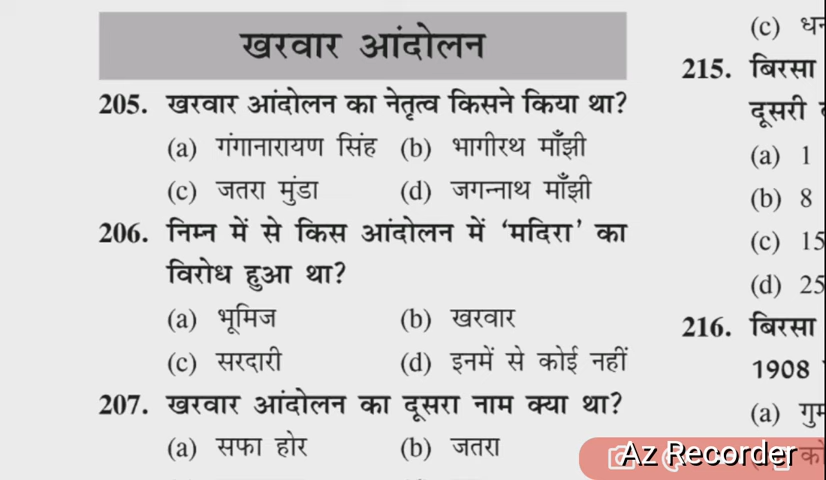 खरवार आंदोलन
205. खरवार आंदोलन का नेतृत्व किसने किया था?
(a) गंगानारायण सिंह (b) भागीरथ माँझी
(c) जतरा मुंडा (d) जगन्नाथ माँझी
206. निम्न में से किस आंदोलन में ‘मदिरा’ का
विरोध हुआ था?
(a) भूमिज (b) खरवार
(c) सरदारी (d) इनमें से कोई नहीं
207. खरवार आंदोलन का दूसरा नाम क्या था?
(a) सफा होर (b) जतरा
(c)
215. बिरसा
दूसरी
(a) 1
(b) 8
(c) 15
(d) 25
216. बिरसा
1908
(a)
Az Recorder